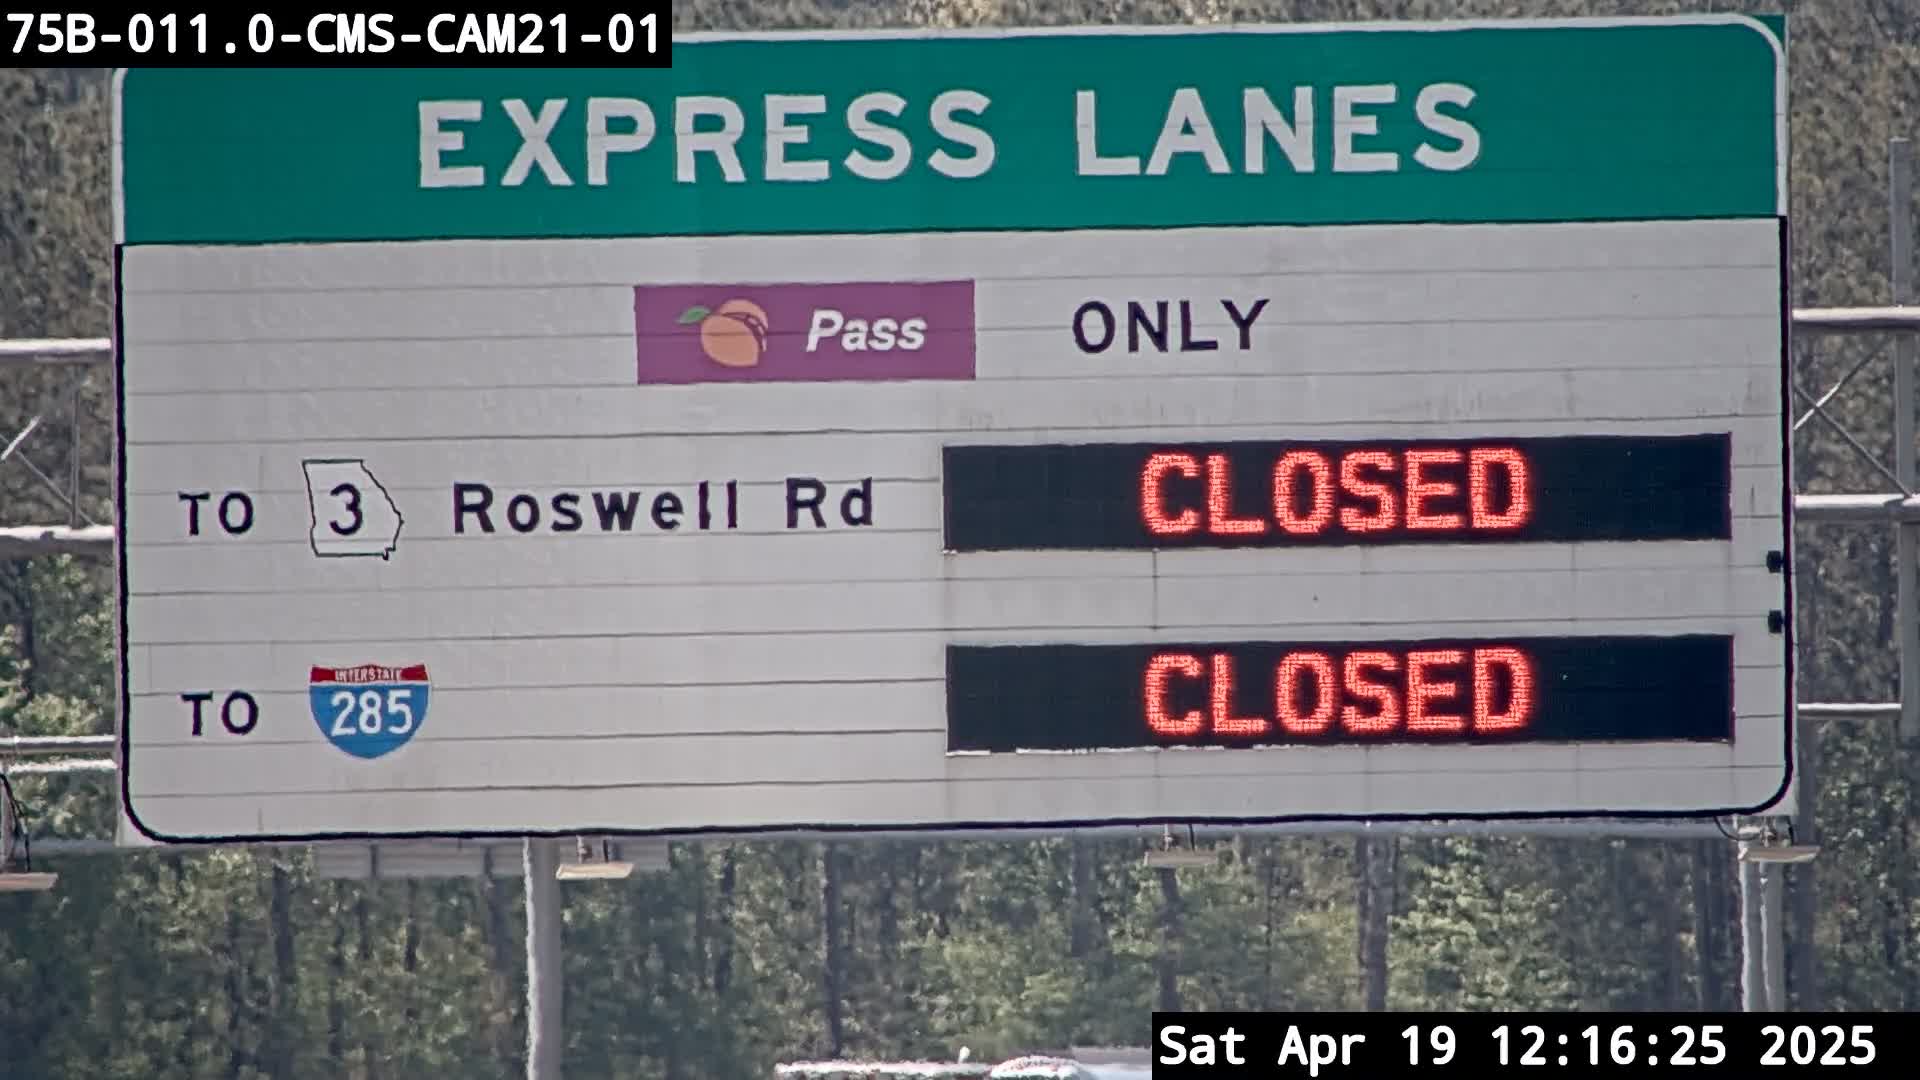 75B-011.0-CMS-CAM21-01
EXPRESS LANES
Pass ONLY
TO 3 Roswell Rd CLOSED
TO INTERSTATE 285 CLOSED
Sat Apr 19 12:16:25 2025